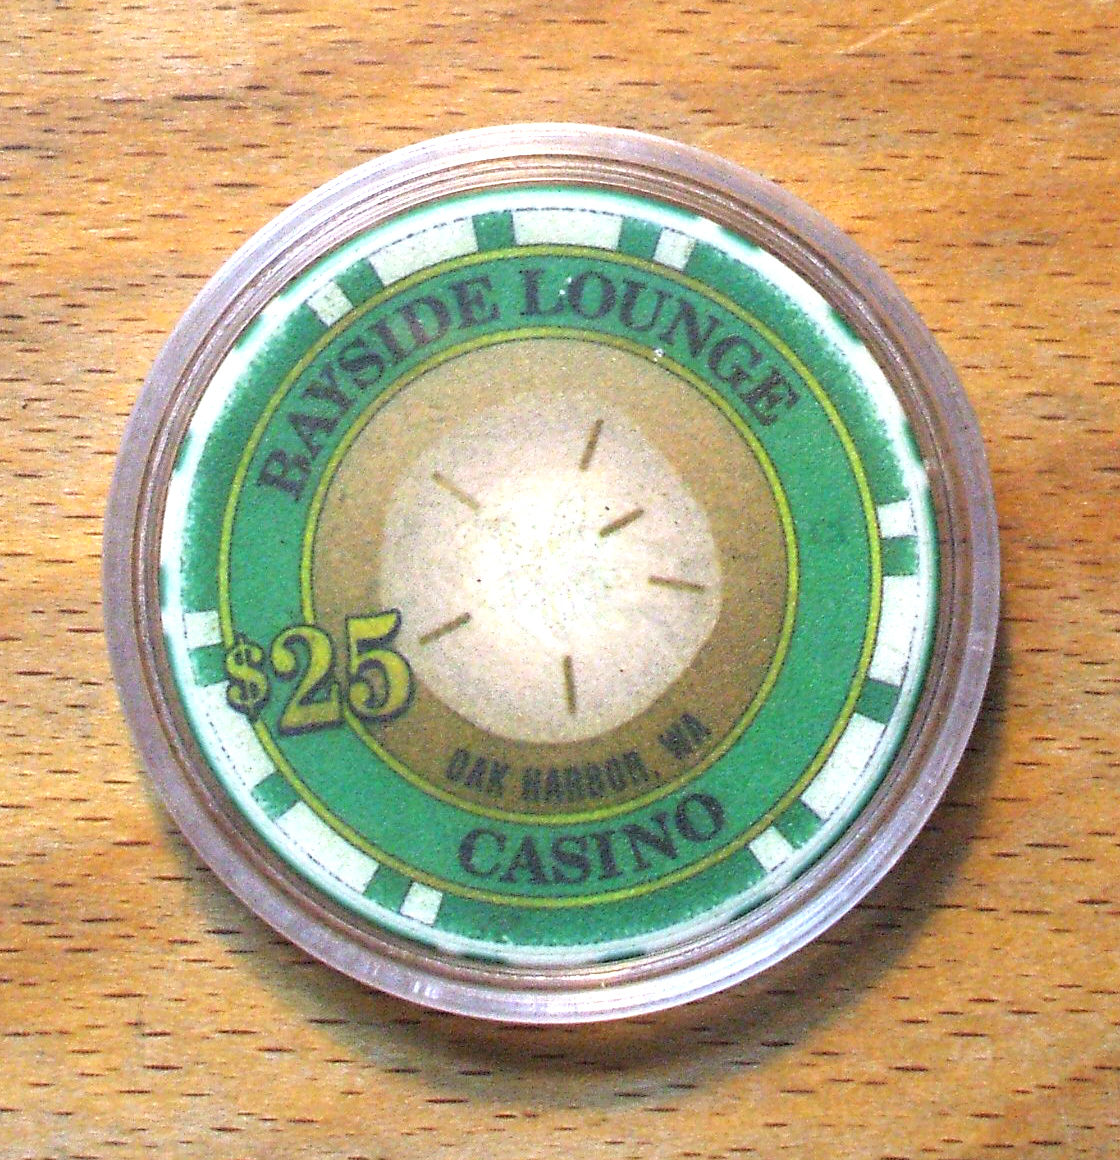 BAYSIDE LOUNGE
$25
OAK HARBOR, WA
CASINO